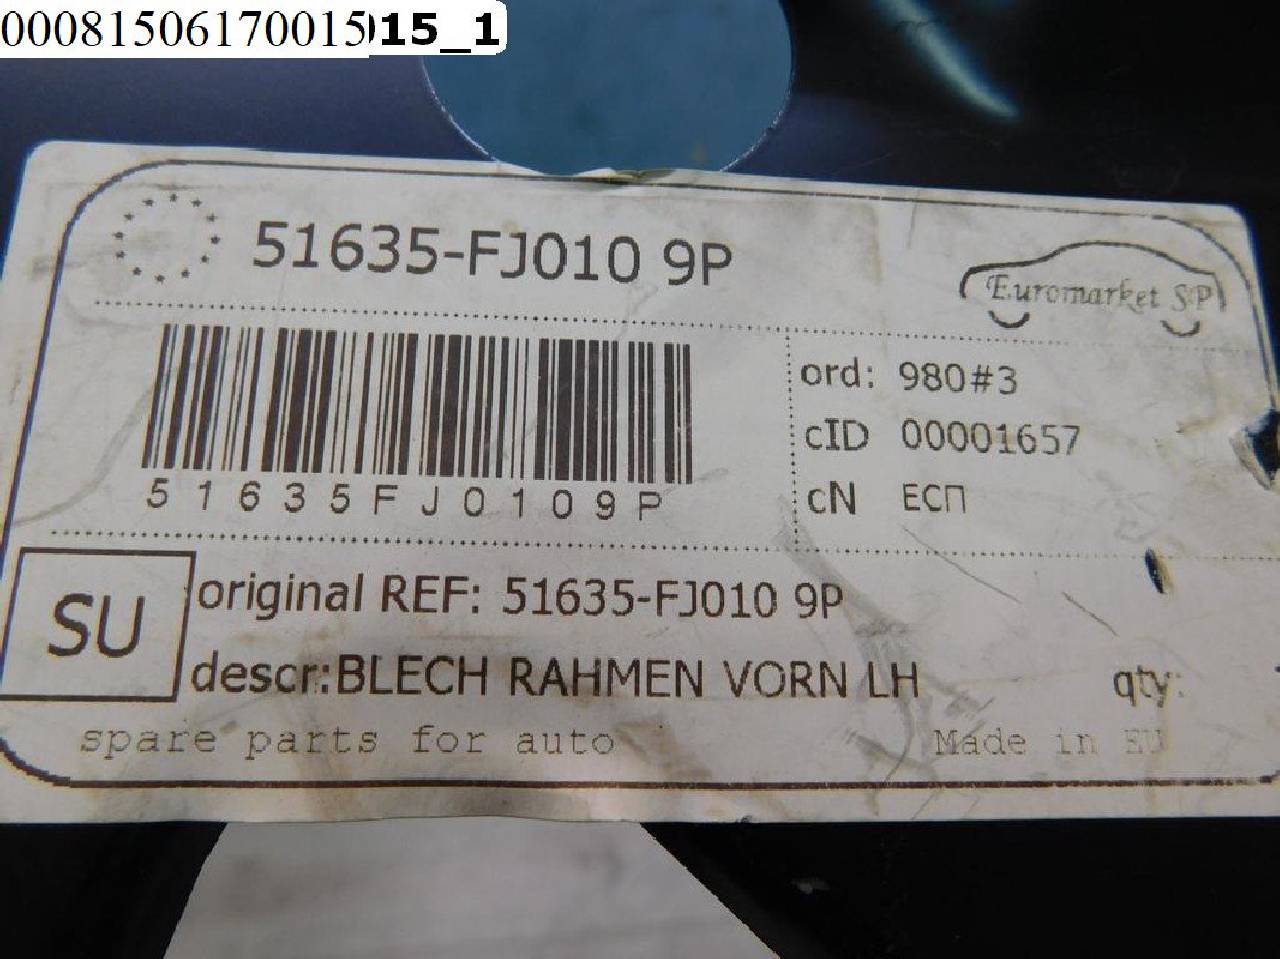 00081506170015015_1
51635-FJ010 9P
Euromarket SP
51635FJ0109P
ord: 980#3
cID 00001657
cN ЕСП
SU
original REF: 51635-FJ010 9P
descr:BLECH RAHMEN VORN LH
qty:
spare parts for auto
Made in EU